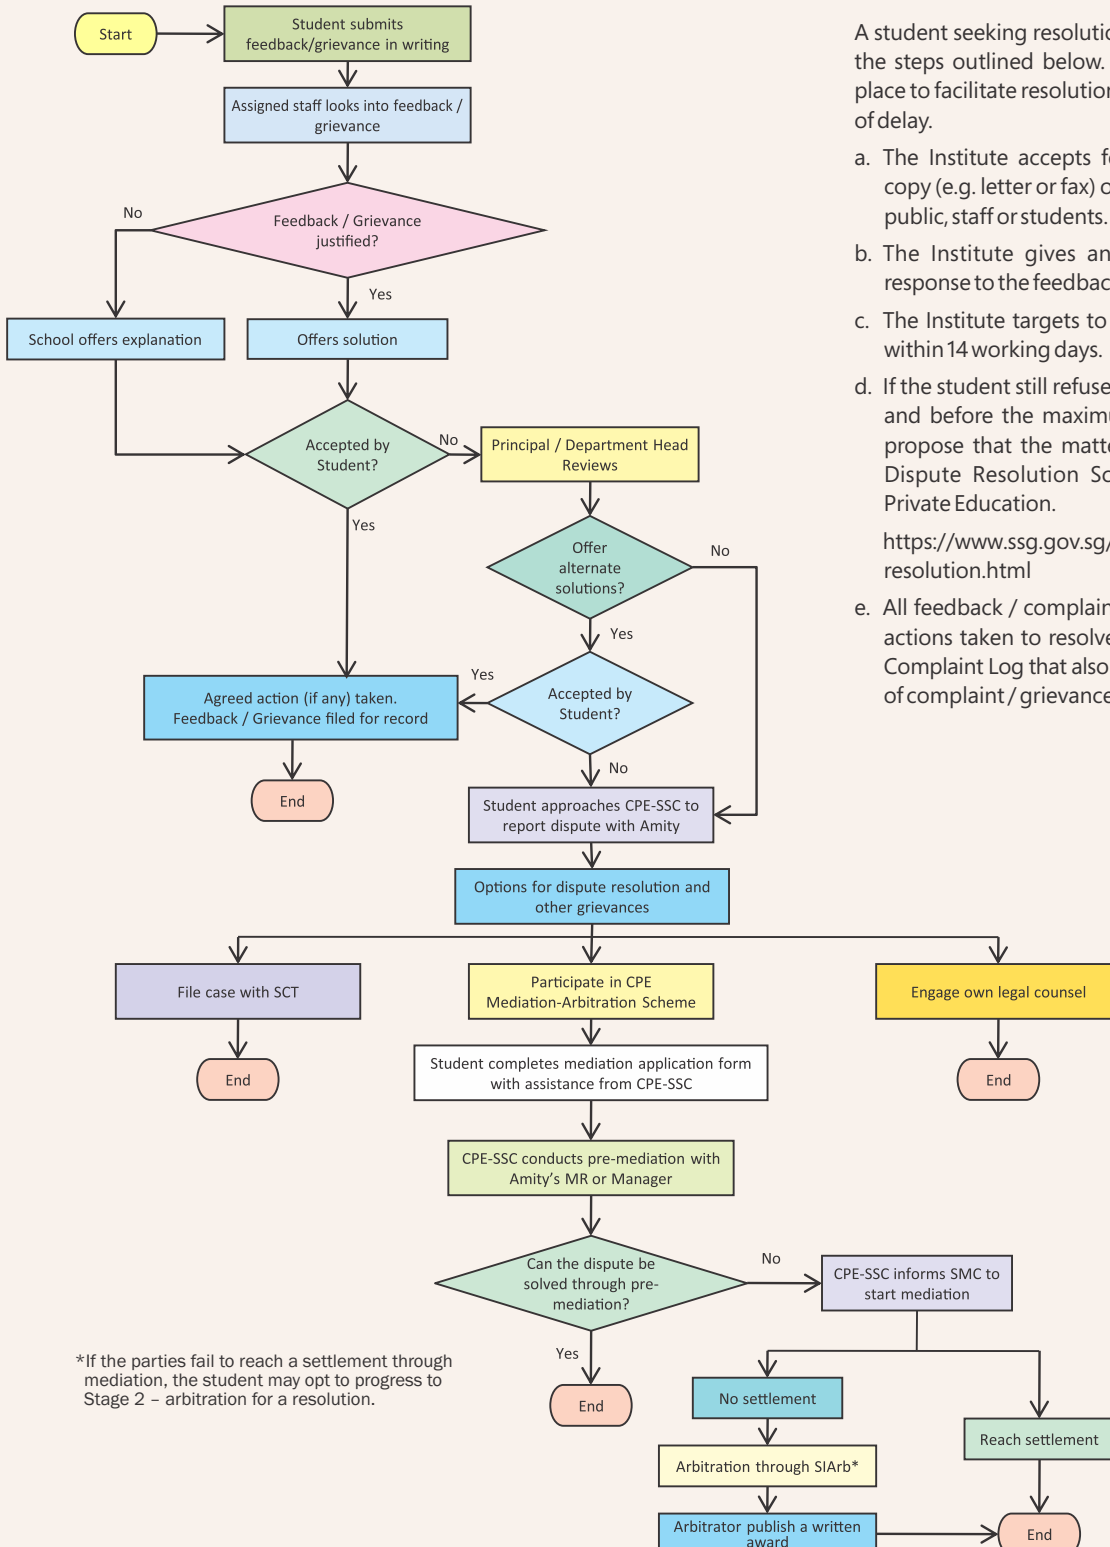 Start
Student submits
feedback/grievance in writing
Assigned staff looks into feedback /
grievance
Feedback / Grievance
justified?
No
Yes
School offers explanation
Offers solution
Accepted by
Student?
No
Principal / Department Head
Reviews
Yes
Offer
alternate
solutions?
No
Yes
Accepted by
Student?
Yes
Agreed action (if any) taken.
Feedback / Grievance filed for record
No
End
Student approaches CPE-SSC to
report dispute with Amity
Options for dispute resolution and
other grievances
File case with SCT
Participate in CPE
Mediation-Arbitration Scheme
Engage own legal counsel
End
Student completes mediation application form
with assistance from CPE-SSC
End
CPE-SSC conducts pre-mediation with
Amity's MR or Manager
Can the dispute be
solved through pre-
mediation?
No
CPE-SSC informs SMC to
start mediation
Yes
End
*If the parties fail to reach a settlement through
mediation, the student may opt to progress to
Stage 2 – arbitration for a resolution.
No settlement
Reach settlement
Arbitration through SIArb*
Arbitrator publish a written
award
End
A student seeking resolutio
the steps outlined below.
place to facilitate resolution
of delay.
a. The Institute accepts fe
copy (e.g. letter or fax) o
public, staff or students.
b. The Institute gives an
response to the feedbac
c. The Institute targets to
within 14 working days.
d. If the student still refuse
and before the maximu
propose that the matte
Dispute Resolution Sc
Private Education.
https://www.ssg.gov.sg/
resolution.html
e. All feedback / complain
actions taken to resolve
Complaint Log that also
of complaint / grievance